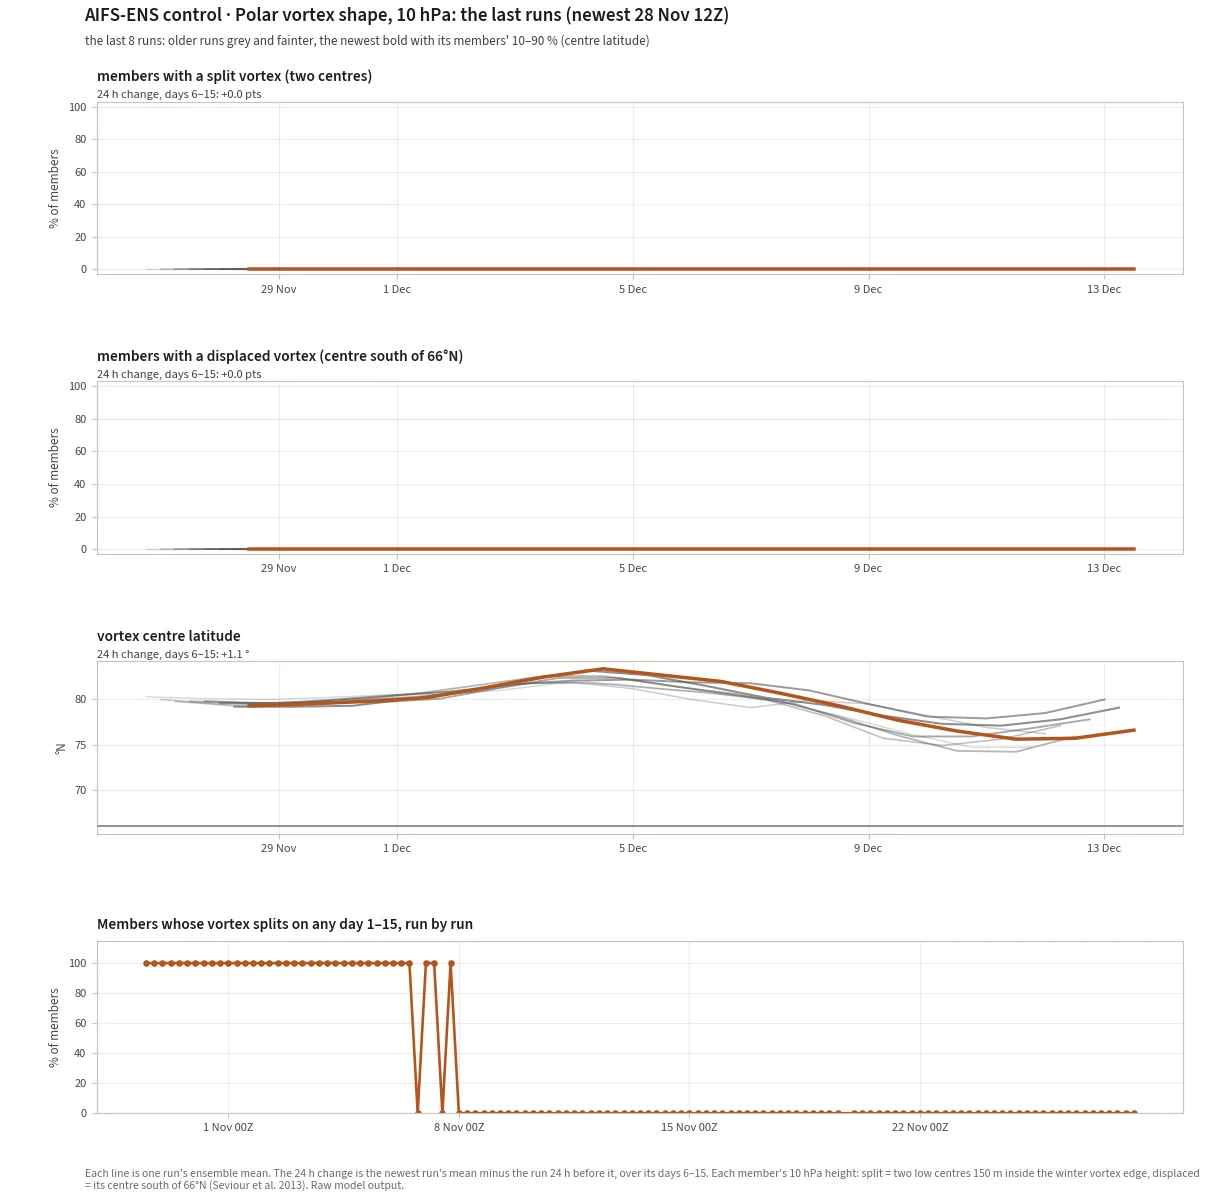 AIFS-ENS control · Polar vortex shape, 10 hPa: the last runs (newest 28 Nov 12Z)
the last 8 runs: older runs grey and fainter, the newest bold with its members' 10–90 % (centre latitude)
members with a split vortex (two centres)
24 h change, days 6–15: +0.0 pts
% of members
100
80
60
40
20
0
29 Nov
1 Dec
5 Dec
9 Dec
13 Dec
members with a displaced vortex (centre south of 66°N)
24 h change, days 6–15: +0.0 pts
% of members
100
80
60
40
20
0
29 Nov
1 Dec
5 Dec
9 Dec
13 Dec
vortex centre latitude
24 h change, days 6–15: +1.1 °
°N
80
75
70
29 Nov
1 Dec
5 Dec
9 Dec
13 Dec
Members whose vortex splits on any day 1–15, run by run
% of members
100
80
60
40
20
0
1 Nov 00Z
8 Nov 00Z
15 Nov 00Z
22 Nov 00Z
Each line is one run's ensemble mean. The 24 h change is the newest run's mean minus the run 24 h before it, over its days 6–15. Each member's 10 hPa height: split = two low centres 150 m inside the winter vortex edge, displaced
= its centre south of 66°N (Seviour et al. 2013). Raw model output.